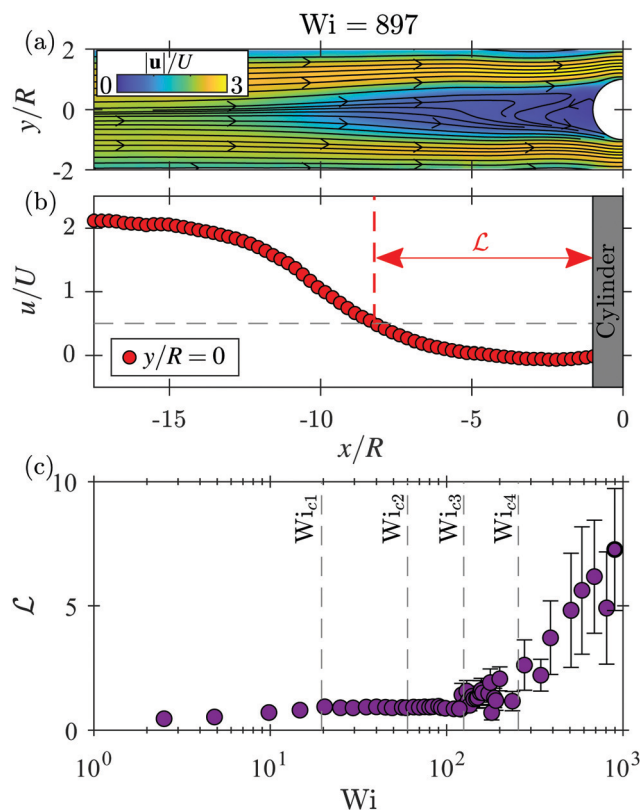 Wi = 897
(a)
|u|/U
0
3
2
0
-2
y/R
(b)
2
1
0
u/U
ℒ
Cylinder
y/R = 0
-15
-10
-5
0
x/R
(c)
10
5
0
ℒ
Wi_c1
Wi_c2
Wi_c3
Wi_c4
10^0
10^1
10^2
10^3
Wi